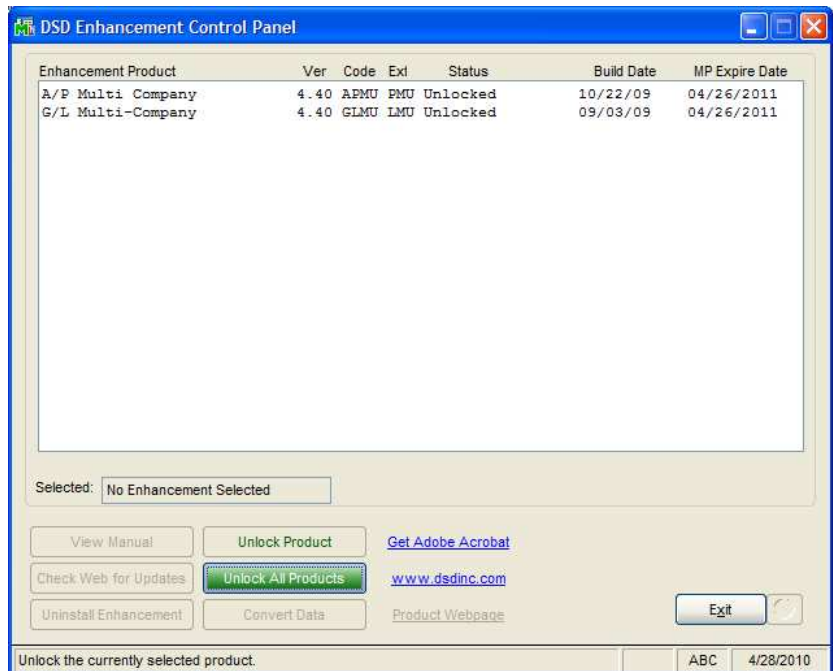 DSD Enhancement Control Panel
Enhancement Product Ver Code Ext Status Build Date MP Expire Date
A/P Multi Company 4.40 APMU PMU Unlocked 10/22/09 04/26/2011
G/L Multi-Company 4.40 GLMU LMU Unlocked 09/03/09 04/26/2011
Selected: No Enhancement Selected
View Manual Unlock Product Get Adobe Acrobat
Check Web for Updates Unlock All Products www.dsdinc.com
Uninstall Enhancement Convert Data Product Webpage Exit
Unlock the currently selected product. ABC 4/28/2010